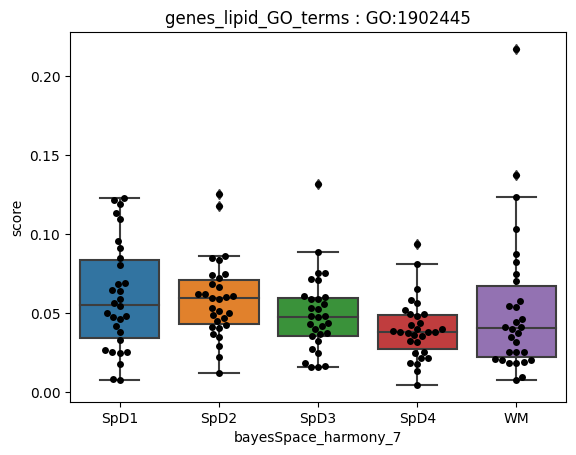 genes_lipid_GO_terms : GO:1902445
score
0.20
0.15
0.10
0.05
0.00
SpD1 SpD2 SpD3 SpD4 WM
bayesSpace_harmony_7